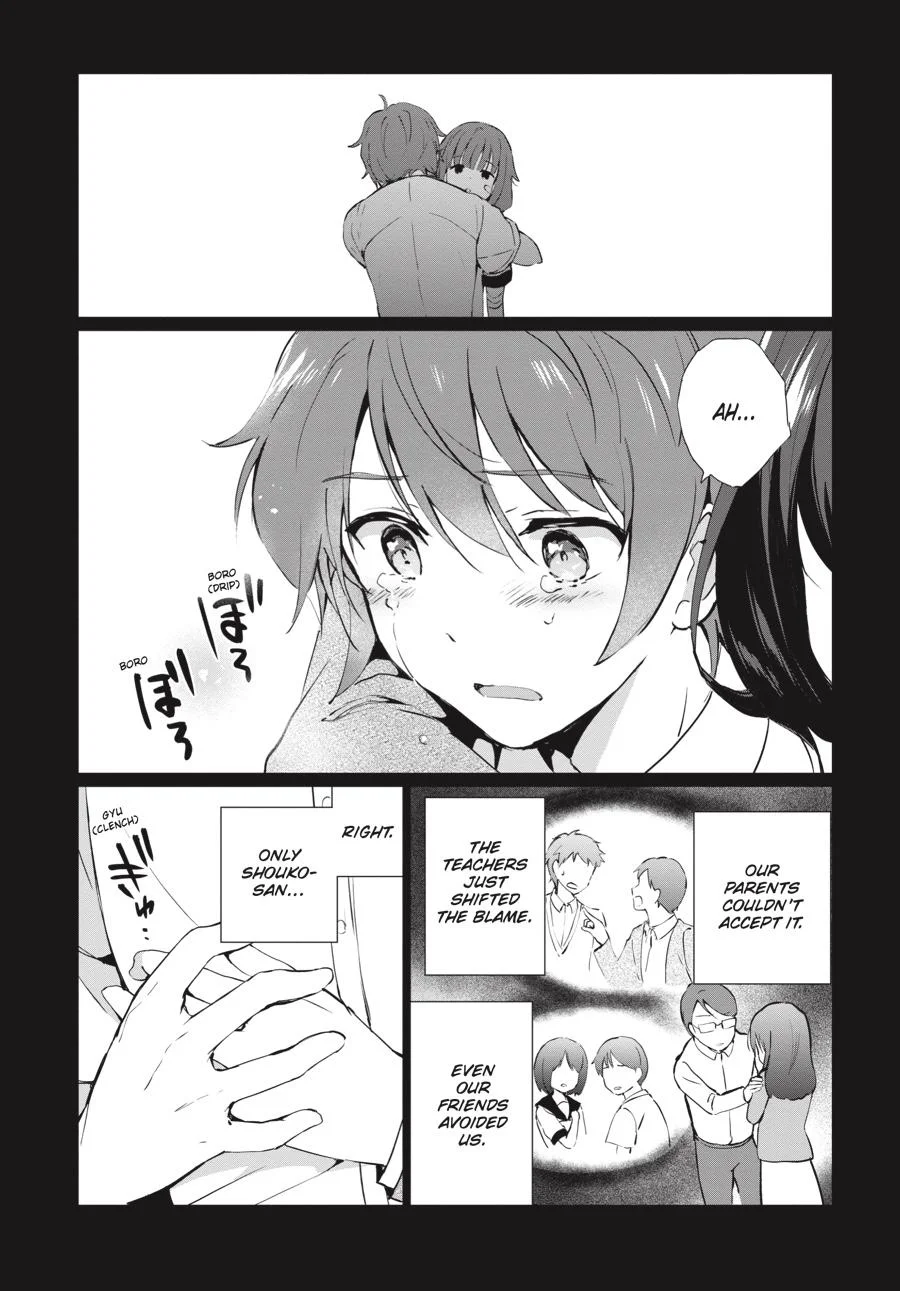 AH...
BORO
(DRIP)
ぼろ
BORO
ぼろ
OUR
PARENTS
COULDN'T
ACCEPT IT.
THE
TEACHERS
JUST
SHIFTED
THE BLAME.
EVEN
OUR
FRIENDS
AVOIDED
US.
RIGHT.
ONLY
SHOUKO-
SAN...
GYU
(CLENCH)
ぎゅ...